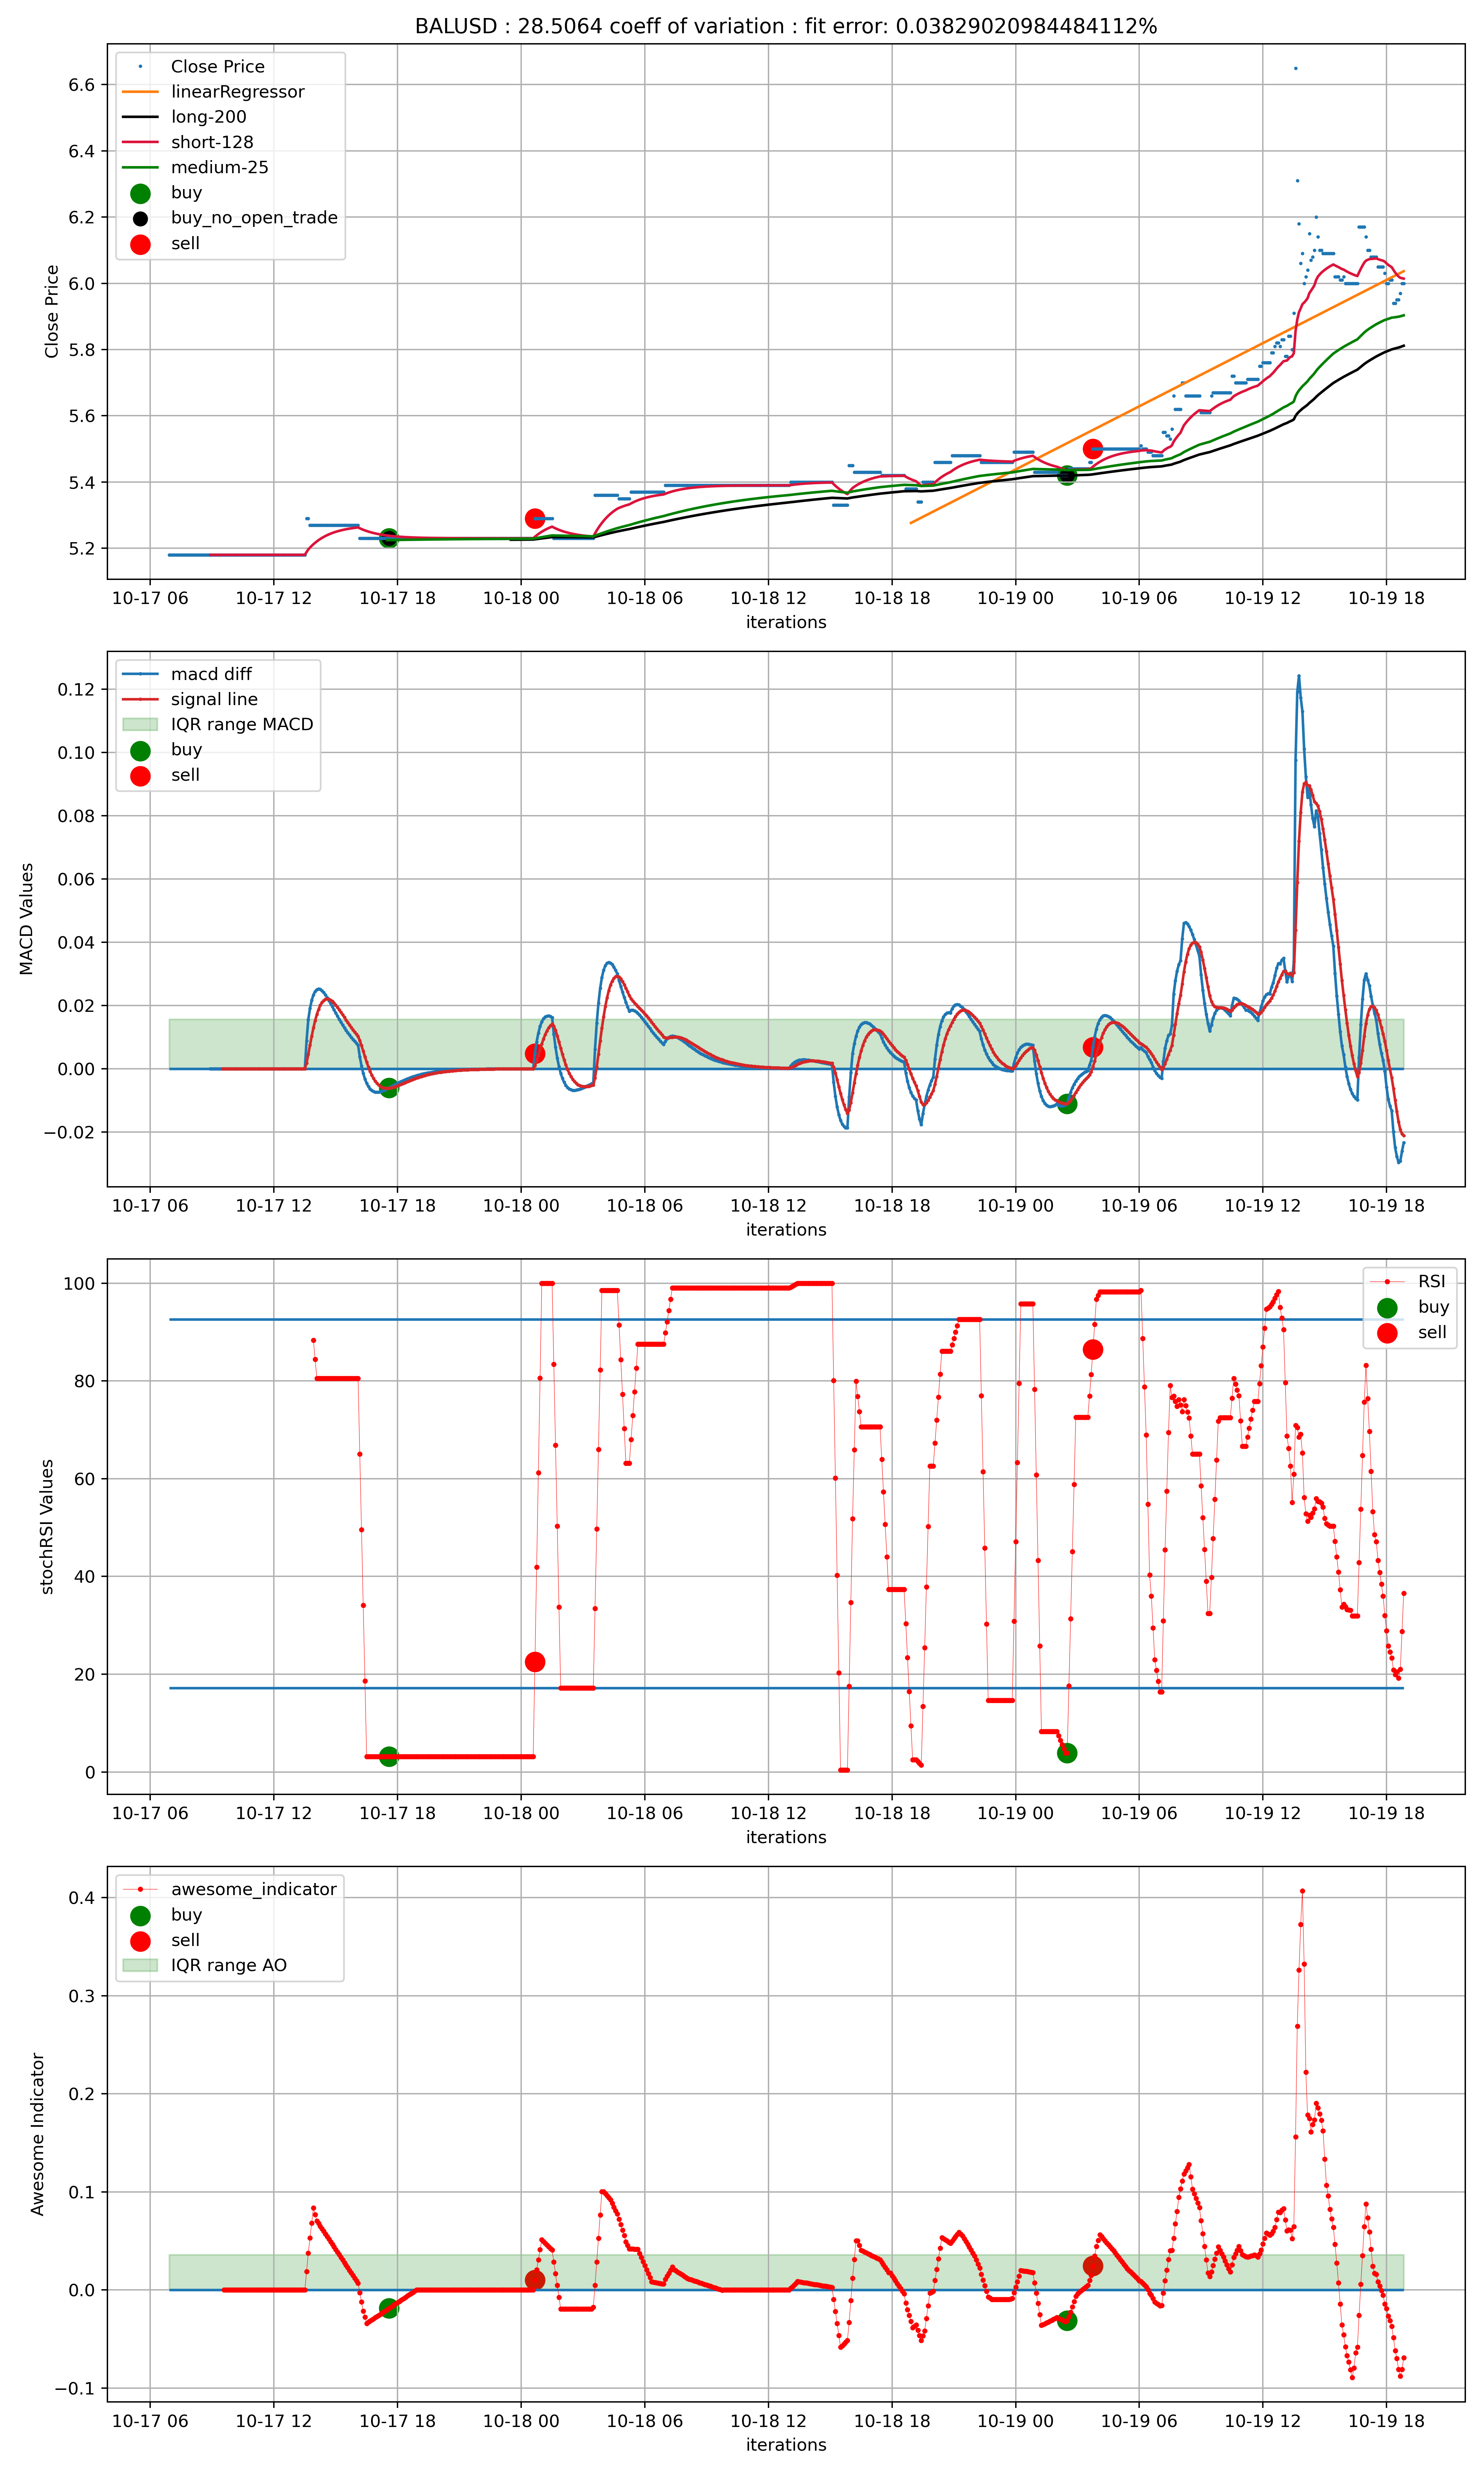 BALUSD : 28.5064 coeff of variation : fit error: 0.03829020984484112%
Close Price
linearRegressor
long-200
short-128
medium-25
buy
buy_no_open_trade
sell
Close Price
6.6
6.4
6.2
6.0
5.8
5.6
5.4
5.2
10-17 06 10-17 12 10-17 18 10-18 00 10-18 06 10-18 12 10-18 18 10-19 00 10-19 06 10-19 12 10-19 18
iterations
macd diff
signal line
IQR range MACD
buy
sell
MACD Values
0.12
0.10
0.08
0.06
0.04
0.02
0.00
−0.02
10-17 06 10-17 12 10-17 18 10-18 00 10-18 06 10-18 12 10-18 18 10-19 00 10-19 06 10-19 12 10-19 18
iterations
RSI
buy
sell
stochRSI Values
100
80
60
40
20
0
10-17 06 10-17 12 10-17 18 10-18 00 10-18 06 10-18 12 10-18 18 10-19 00 10-19 06 10-19 12 10-19 18
iterations
awesome_indicator
buy
sell
IQR range AO
Awesome Indicator
0.4
0.3
0.2
0.1
0.0
−0.1
10-17 06 10-17 12 10-17 18 10-18 00 10-18 06 10-18 12 10-18 18 10-19 00 10-19 06 10-19 12 10-19 18
iterations